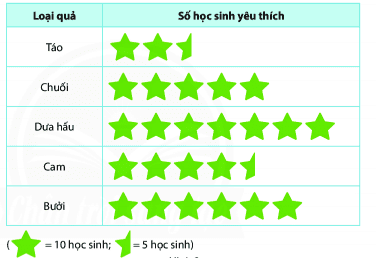 Loại quả Số học sinh yêu thích
Táo
Chuối
Dưa hấu
Cam
Bưởi
( = 10 học sinh; = 5 học sinh)